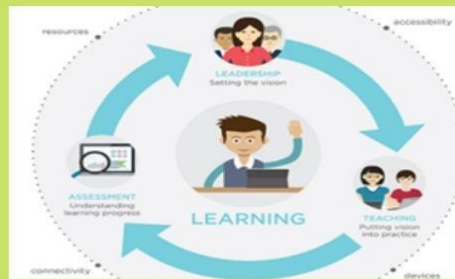 resources
accessibility
LEADERSHIP
Setting the vision
ASSESSMENT
Understanding
learning progress
LEARNING
TEACHING
Putting vision
into practice
connectivity
devices